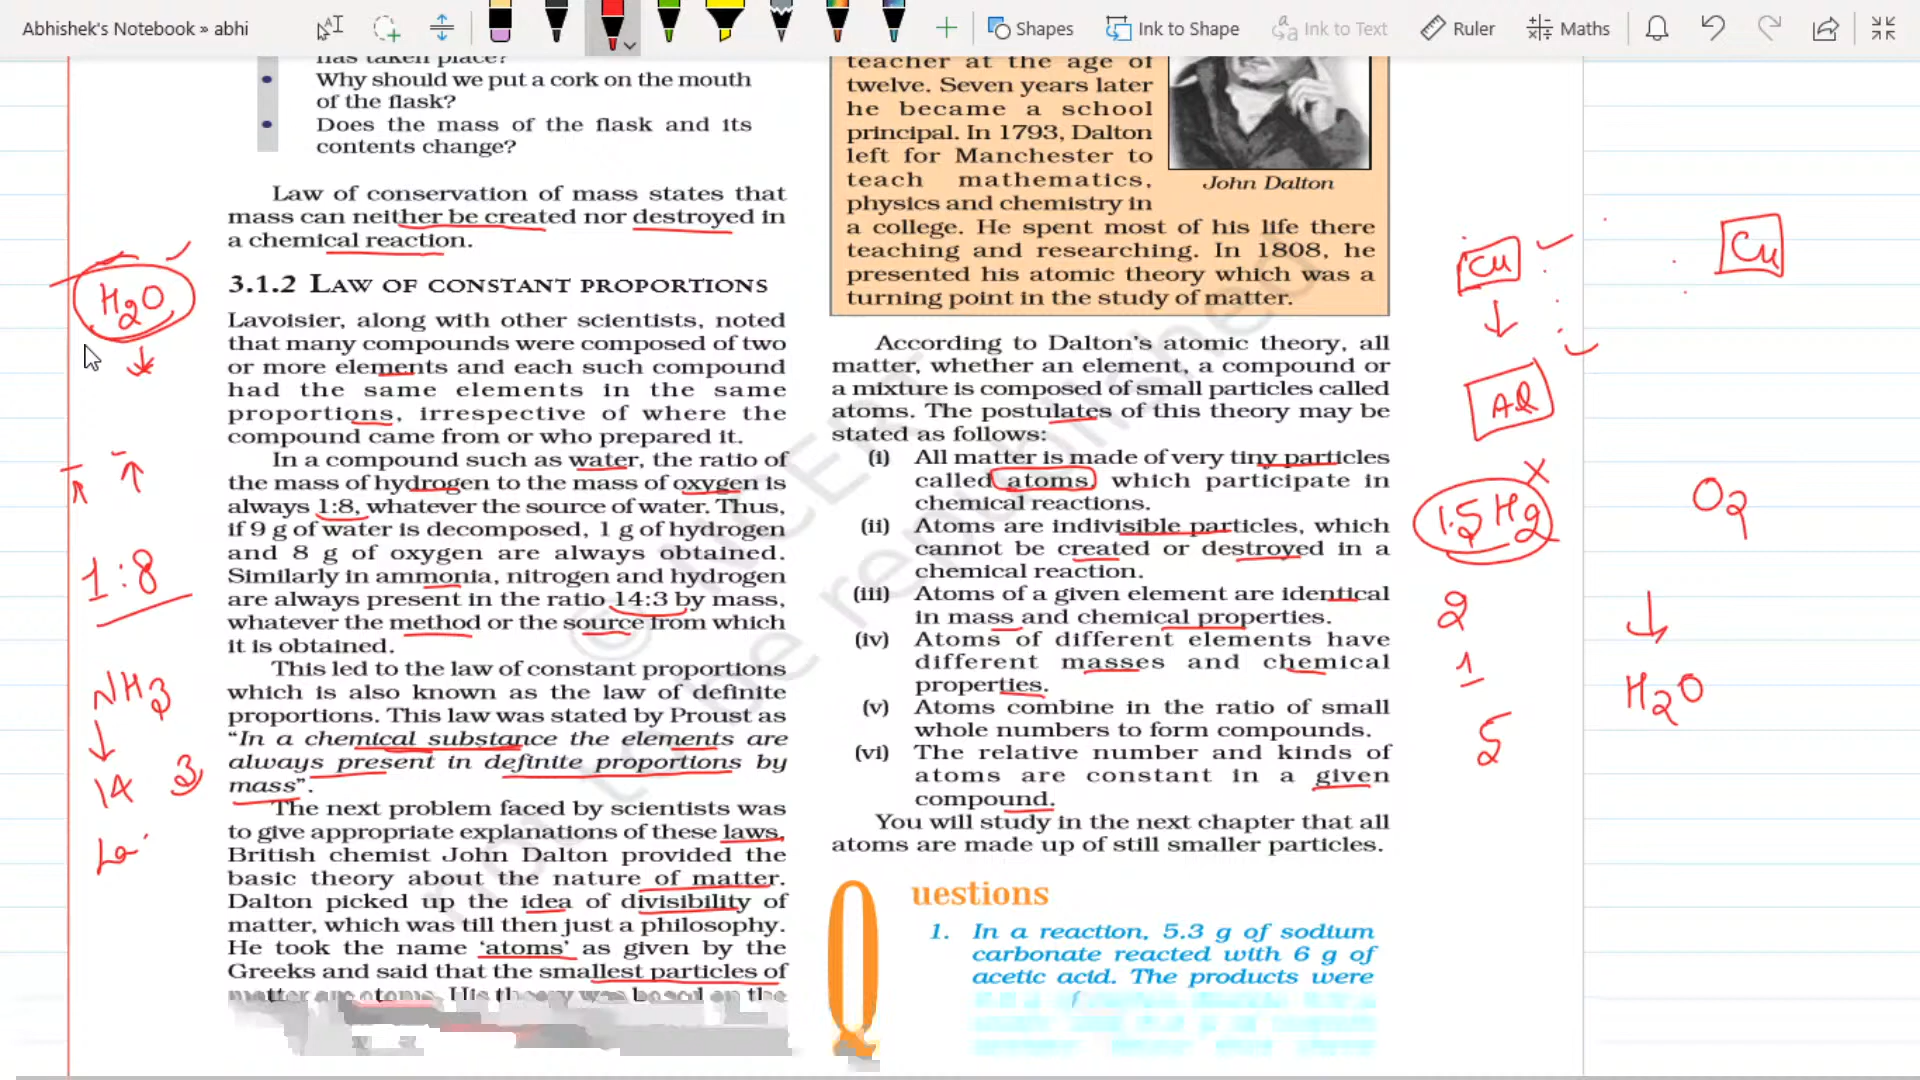 Abhishek's Notebook » abhi
Shapes
Ink to Shape
Ink to Text
Ruler
Maths
has taken place?
• Why should we put a cork on the mouth
of the flask?
• Does the mass of the flask and its
contents change?
Law of conservation of mass states that
mass can neither be created nor destroyed in
a chemical reaction.
3.1.2 LAW OF CONSTANT PROPORTIONS
Lavoisier, along with other scientists, noted
that many compounds were composed of two
or more elements and each such compound
had the same elements in the same
proportions, irrespective of where the
compound came from or who prepared it.
In a compound such as water, the ratio of
the mass of hydrogen to the mass of oxygen is
always 1:8, whatever the source of water. Thus,
if 9 g of water is decomposed, 1 g of hydrogen
and 8 g of oxygen are always obtained.
Similarly in ammonia, nitrogen and hydrogen
are always present in the ratio 14:3 by mass,
whatever the method or the source from which
it is obtained.
This led to the law of constant proportions
which is also known as the law of definite
proportions. This law was stated by Proust as
“In a chemical substance the elements are
always present in definite proportions by
mass”.
The next problem faced by scientists was
to give appropriate explanations of these laws.
British chemist John Dalton provided the
basic theory about the nature of matter.
Dalton picked up the idea of divisibility of
matter, which was till then just a philosophy.
He took the name ‘atoms’ as given by the
Greeks and said that the smallest particles of
matter are atoms. His theory was based on the
teacher at the age of
twelve. Seven years later
he became a school
principal. In 1793, Dalton
left for Manchester to
teach mathematics,
physics and chemistry in
a college. He spent most of his life there
teaching and researching. In 1808, he
presented his atomic theory which was a
turning point in the study of matter.
John Dalton
According to Dalton's atomic theory, all
matter, whether an element, a compound or
a mixture is composed of small particles called
atoms. The postulates of this theory may be
stated as follows:
(i) All matter is made of very tiny particles
called atoms, which participate in
chemical reactions.
(ii) Atoms are indivisible particles, which
cannot be created or destroyed in a
chemical reaction.
(iii) Atoms of a given element are identical
in mass and chemical properties.
(iv) Atoms of different elements have
different masses and chemical
properties.
(v) Atoms combine in the ratio of small
whole numbers to form compounds.
(vi) The relative number and kinds of
atoms are constant in a given
compound.
You will study in the next chapter that all
atoms are made up of still smaller particles.
Questions
1. In a reaction, 5.3 g of sodium
carbonate reacted with 6 g of
acetic acid. The products were
© NCERT
not to be republished
H2O
1:8
NH3
14 3
Cu
Al
1.5 H2
2
1
5
Cu
O2
H2O